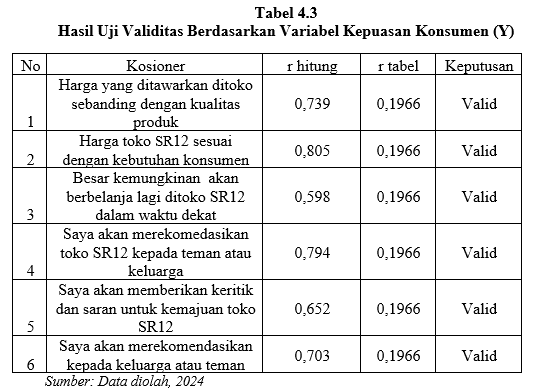 Tabel 4.3
Hasil Uji Validitas Berdasarkan Variabel Kepuasan Konsumen (Y)
No Kosioner r hitung r tabel Keputusan
Harga yang ditawarkan ditoko
sebanding dengan kualitas
1 produk 0,739 0,1966 Valid
Harga toko SR12 sesuai
2 dengan kebutuhan konsumen 0,805 0,1966 Valid
Besar kemungkinan akan
berbelanja lagi ditoko SR12
3 dalam waktu dekat 0,598 0,1966 Valid
Saya akan merekomedasikan
toko SR12 kepada teman atau
4 keluarga 0,794 0,1966 Valid
Saya akan memberikan keritik
dan saran untuk kemajuan toko
5 SR12 0,652 0,1966 Valid
Saya akan merekomendasikan
6 kepada keluarga atau teman 0,703 0,1966 Valid
Sumber: Data diolah, 2024